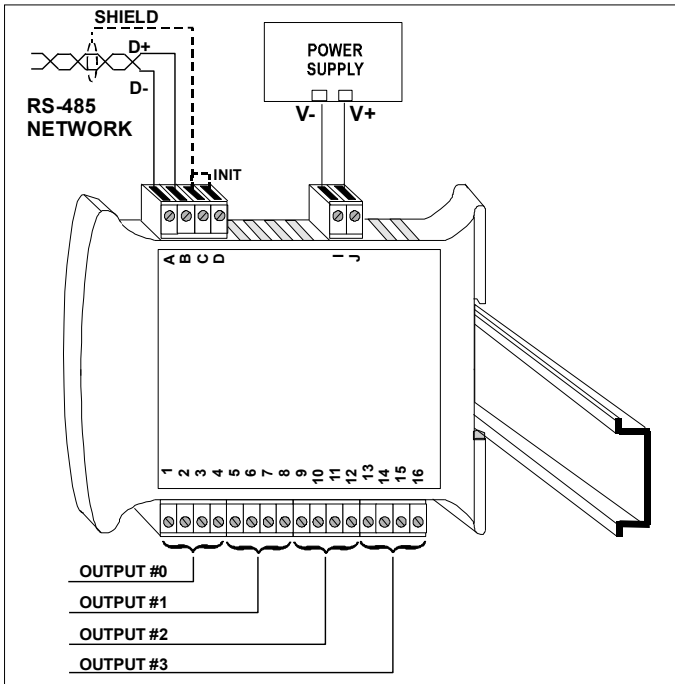 SHIELD
D+
D-
RS-485
NETWORK
POWER
SUPPLY
V- V+
INIT
A B C D I J
1 2 3 4 5 6 7 8 9 10 11 12 13 14 15 16
OUTPUT #0
OUTPUT #1
OUTPUT #2
OUTPUT #3